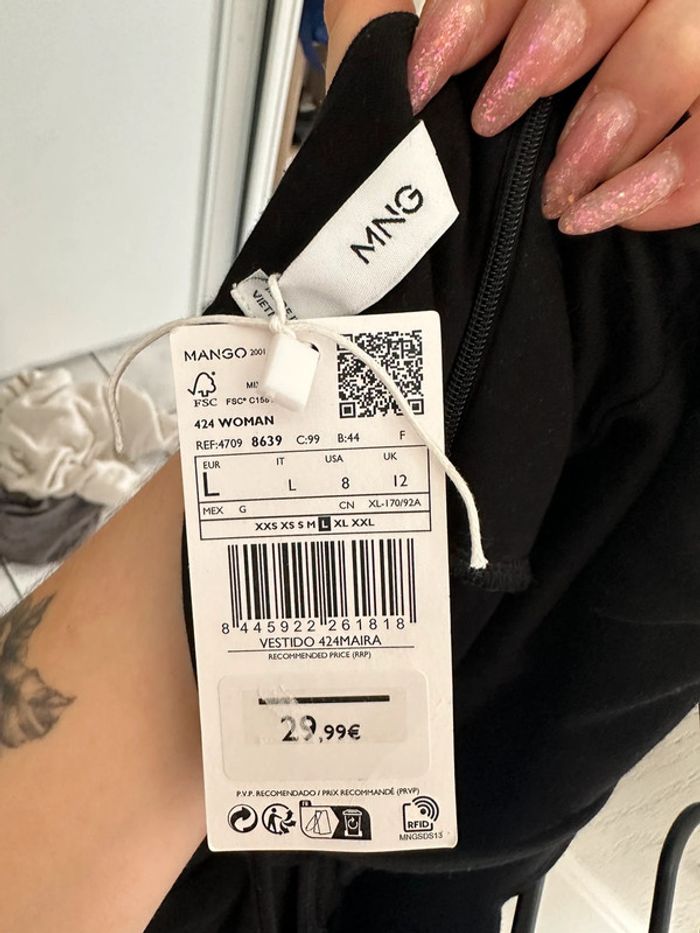 MNG
MANGO 2001
FSC
FSC®
424 WOMAN
REF:4709 8639 C:99 B:44 F
EUR IT USA UK
L L 8 12
MEX G CN XL-170/92A
XXS XS S M L XL XXL
8 445922 261818
VESTIDO 424MAIRA
RECOMMENDED PRICE (RRP)
29,99€
P.V.P. RECOMENDADO / PRIX RECOMMANDÉ (PRVP)
FR
RFID
MNGSDS13